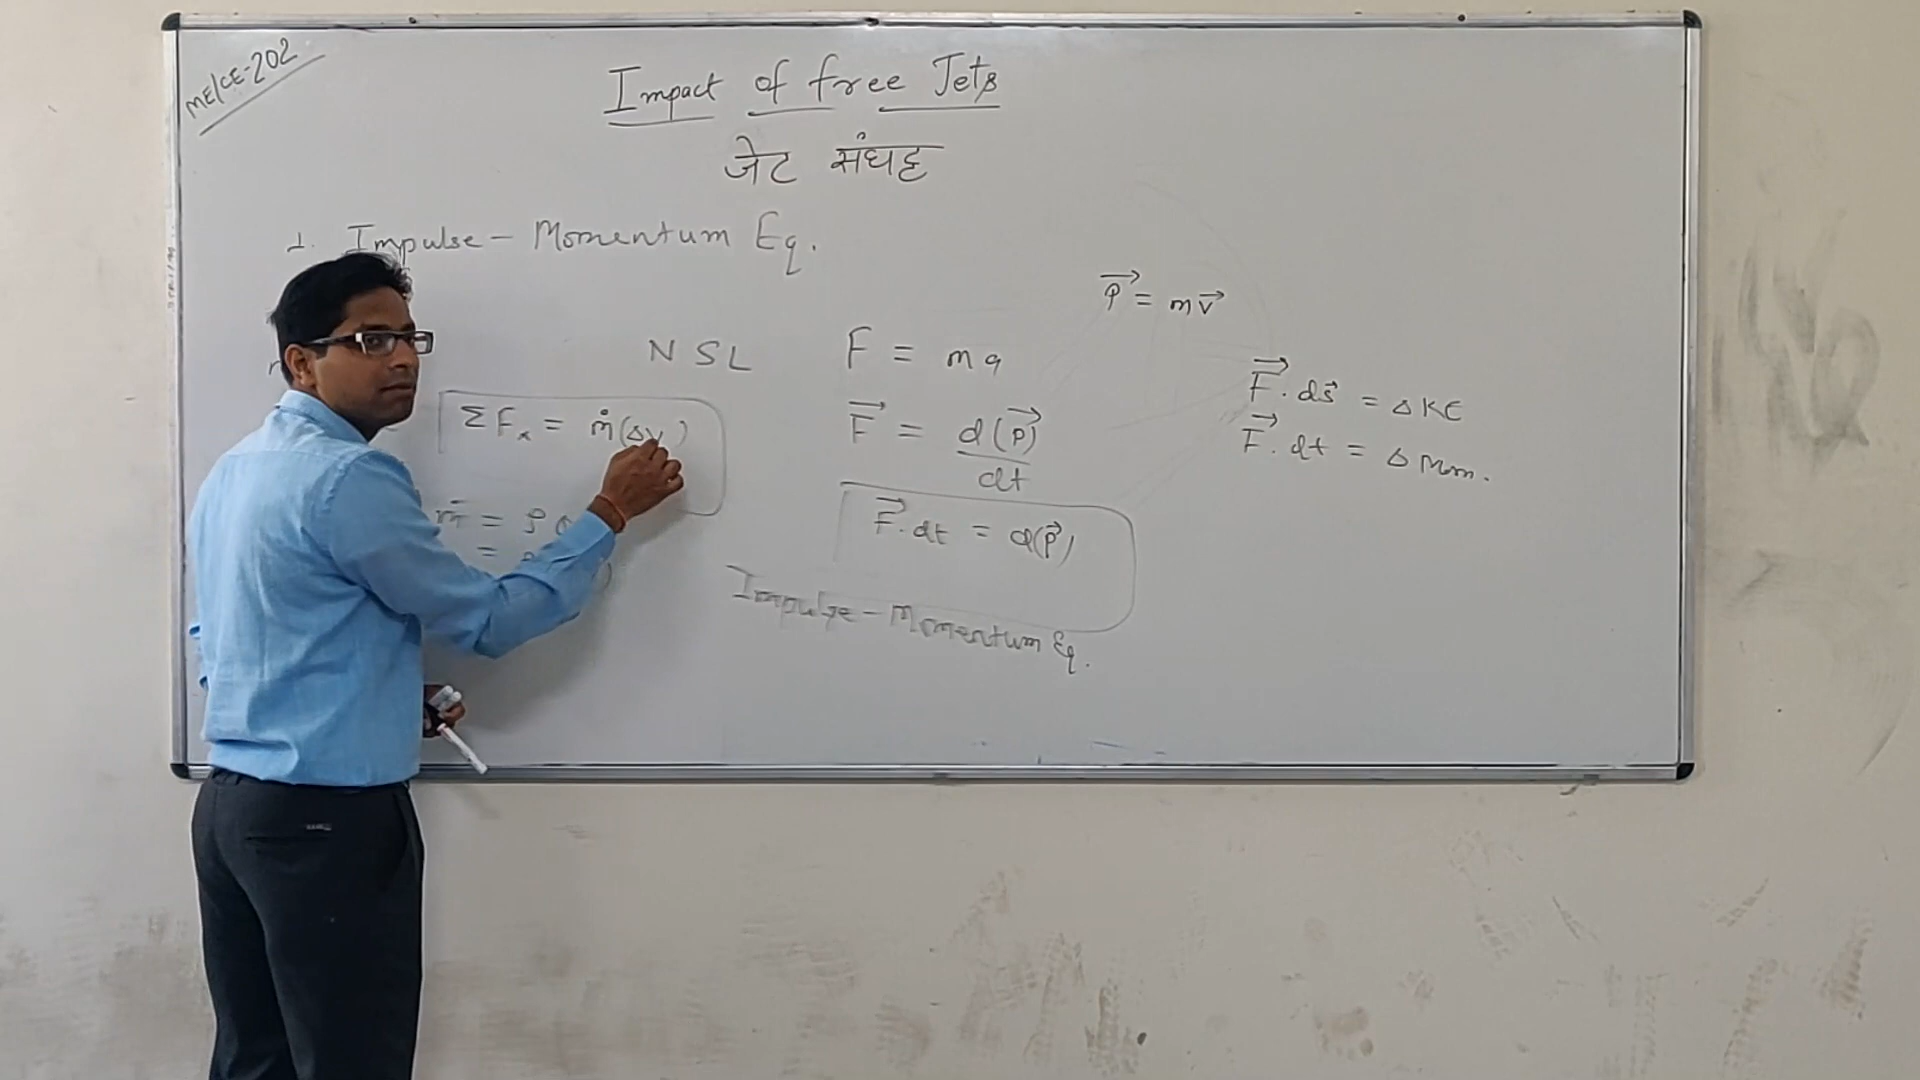 ME/CE-202
Impact of free Jets
जेट संघट्ट
1. Impulse - Momentum Eq.
P⃗ = mv⃗
NSL F = ma
ΣFₓ = ṁ(ΔV)
F⃗ = d(P⃗)/dt
F⃗.ds⃗ = ΔKE
F⃗.dt = Δ Mom.
F⃗.dt = d(P⃗)
ṁ = ρ
=
Impulse - Momentum Eq.